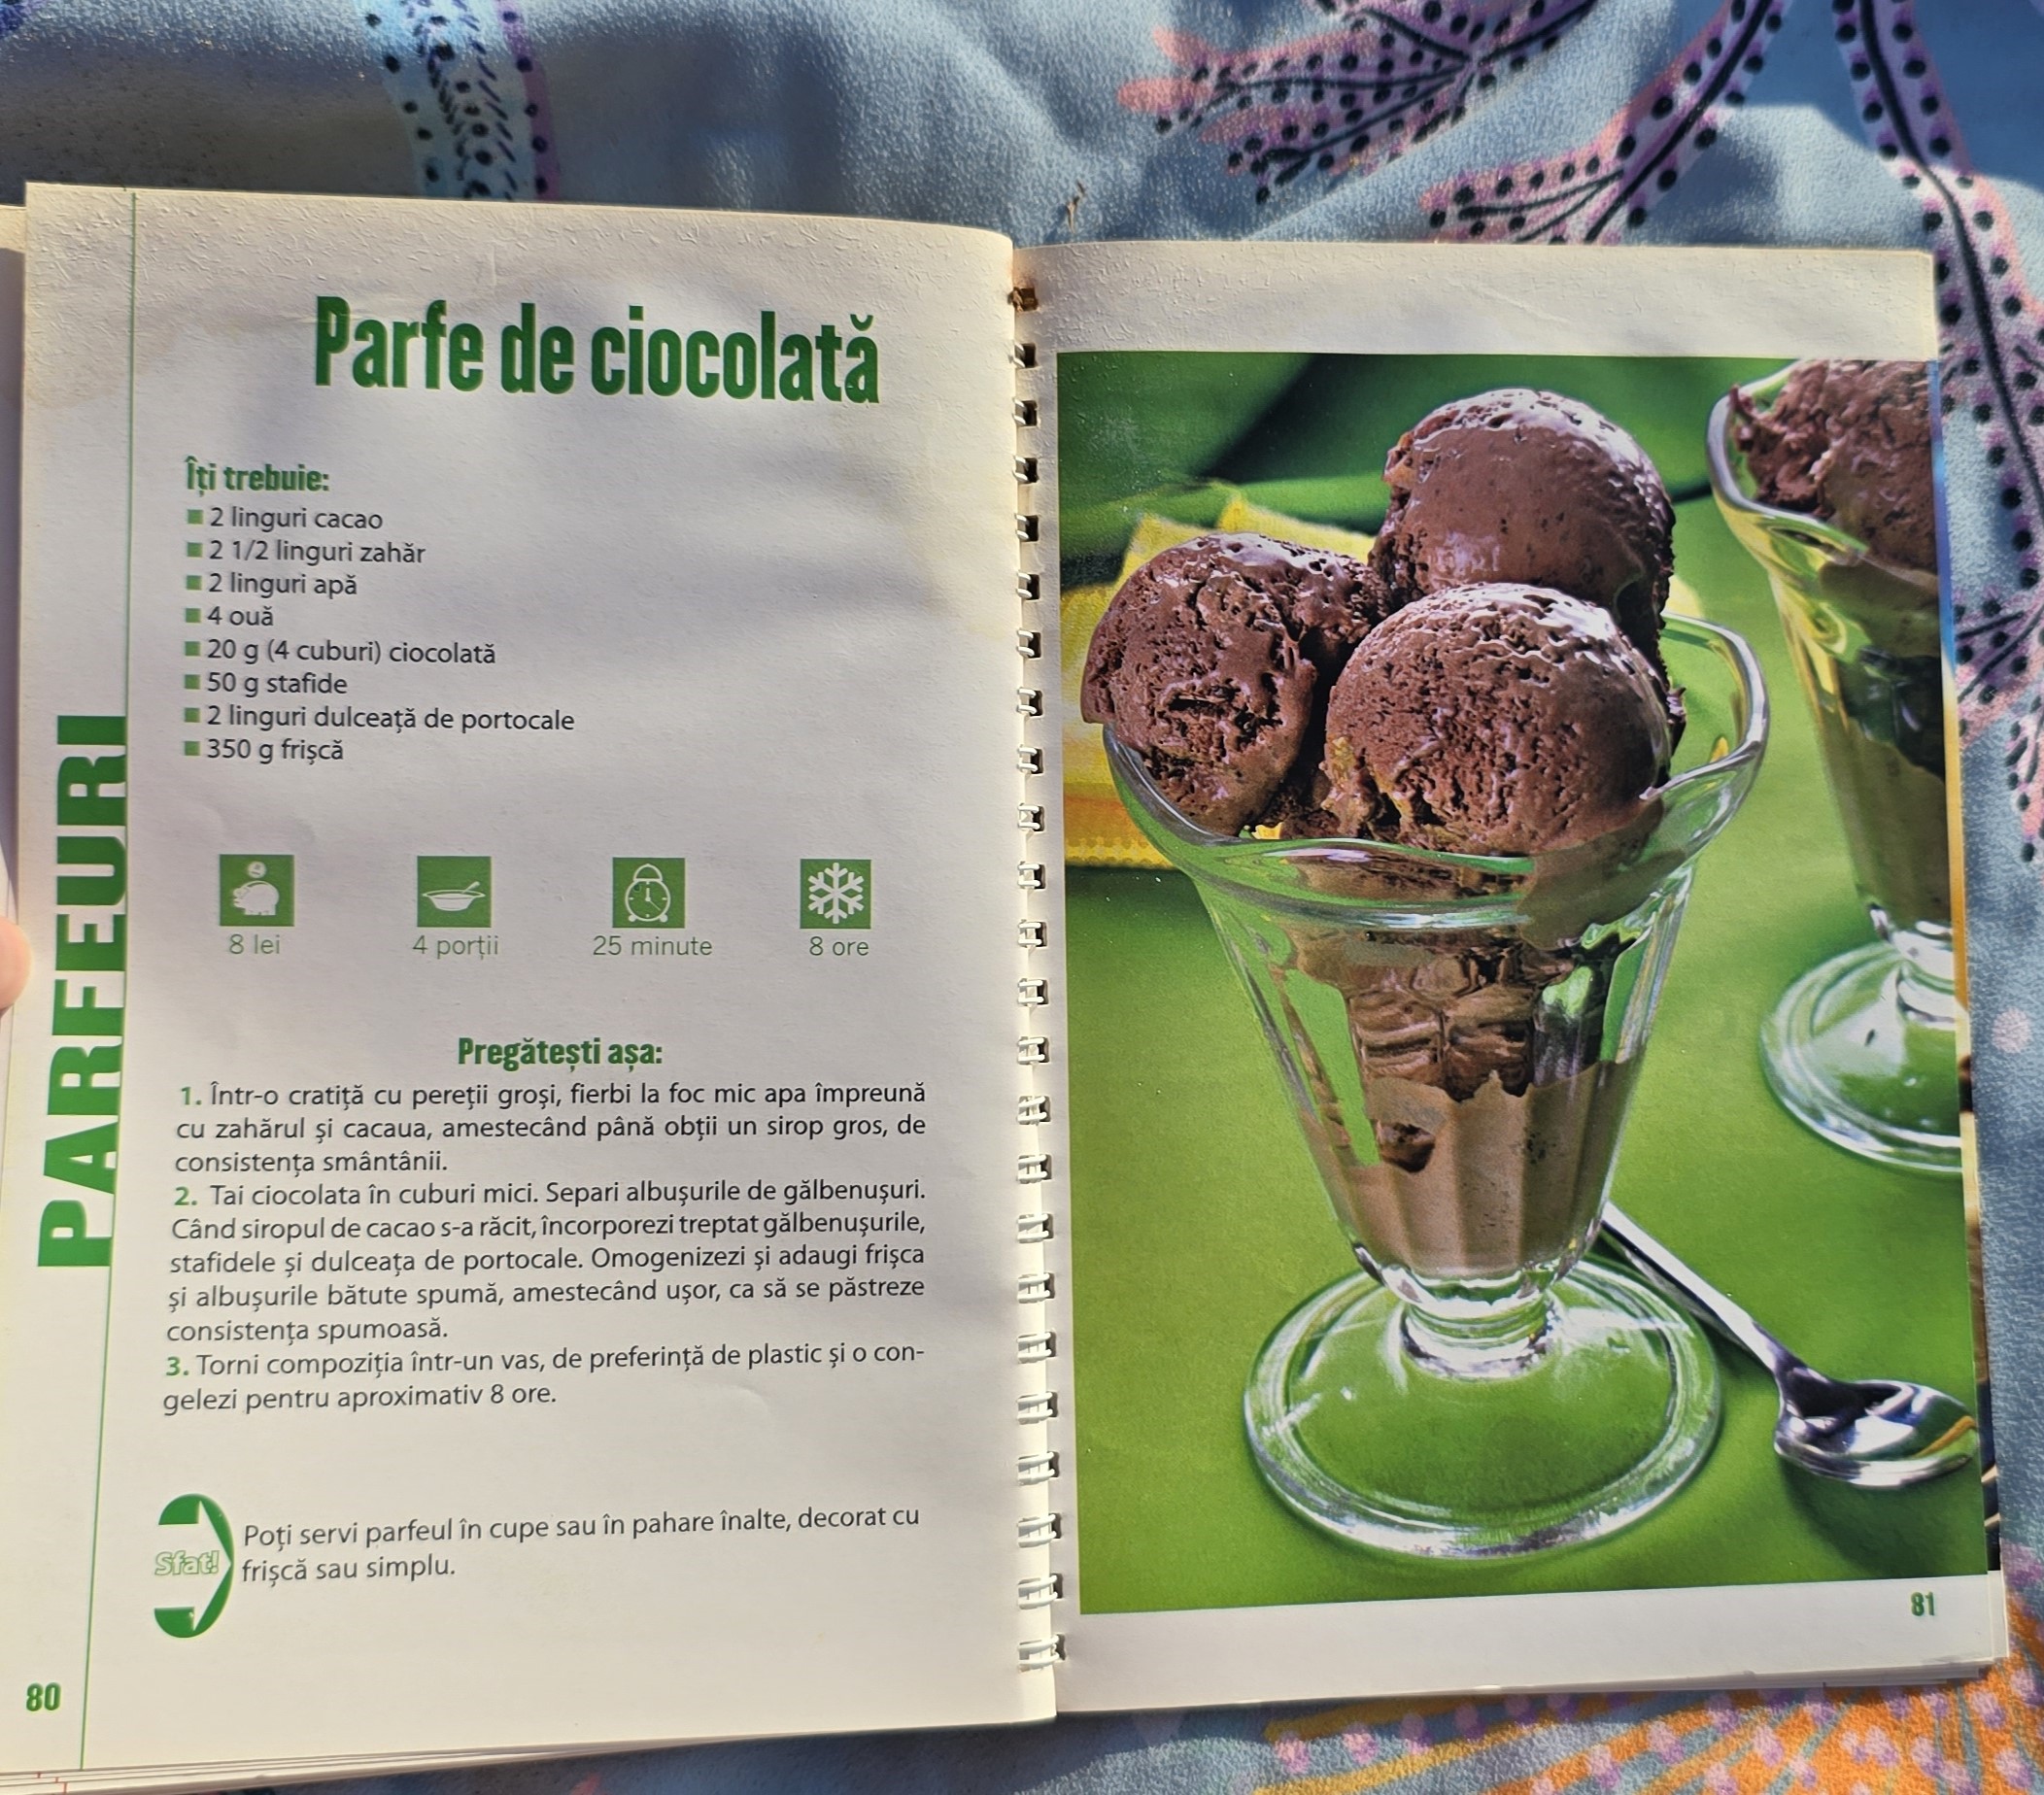 Parfe de ciocolată
Îți trebuie:
2 linguri cacao
2 1/2 linguri zahăr
2 linguri apă
4 ouă
20 g (4 cuburi) ciocolată
50 g stafide
2 linguri dulceață de portocale
350 g frișcă
8 lei
4 porții
25 minute
8 ore
Pregătești așa:
1. Într-o cratiță cu pereții groși, fierbi la foc mic apa împreună
cu zahărul și cacaua, amestecând până obții un sirop gros, de
consistența smântânii.
2. Tai ciocolata în cuburi mici. Separi albușurile de gălbenușuri.
Când siropul de cacao s-a răcit, încorporezi treptat gălbenușurile,
stafidele și dulceața de portocale. Omogenizezi și adaugi frișca
și albușurile bătute spumă, amestecând ușor, ca să se păstreze
consistența spumoasă.
3. Torni compoziția într-un vas, de preferință de plastic și o con-
gelezi pentru aproximativ 8 ore.
Sfat!
Poți servi parfeul în cupe sau în pahare înalte, decorat cu
frișcă sau simplu.
PARFEURI
80
81